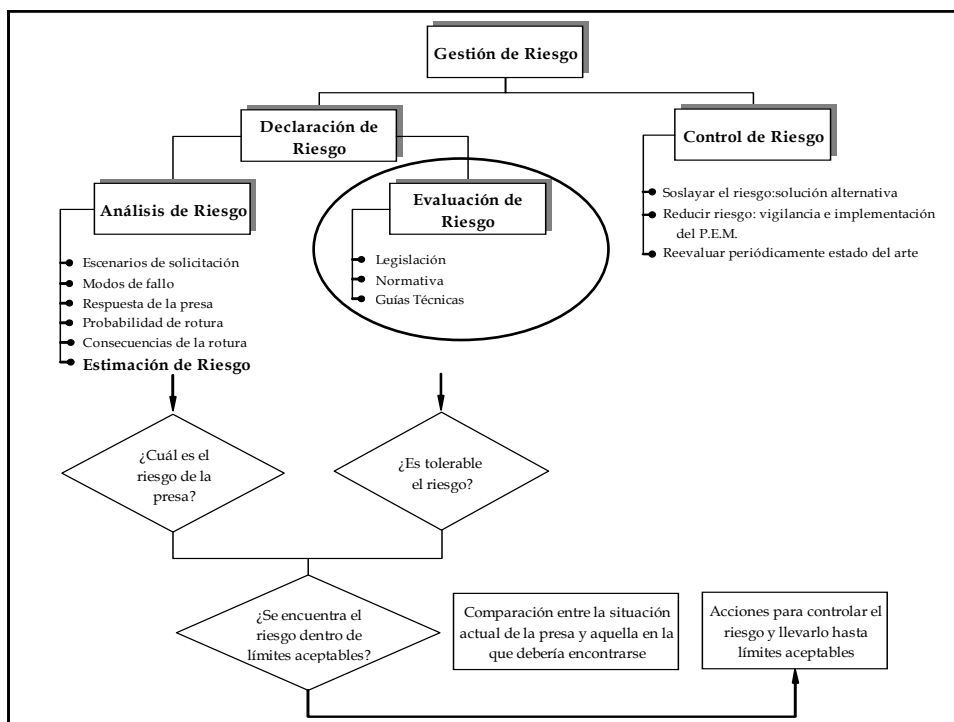 Gestión de Riesgo
Declaración de
Riesgo
Control de Riesgo
Análisis de Riesgo
Evaluación de
Riesgo
Soslayar el riesgo:solución alternativa
Reducir riesgo: vigilancia e implementación
del P.E.M.
Reevaluar periódicamente estado del arte
Escenarios de solicitación
Modos de fallo
Respuesta de la presa
Probabilidad de rotura
Consecuencias de la rotura
Estimación de Riesgo
Legislación
Normativa
Guías Técnicas
¿Cuál es el
riesgo de la
presa?
¿Es tolerable
el riesgo?
¿Se encuentra el
riesgo dentro de
límites aceptables?
Comparación entre la situación
actual de la presa y aquella en la
que debería encontrarse
Acciones para controlar el
riesgo y llevarlo hasta
límites aceptables